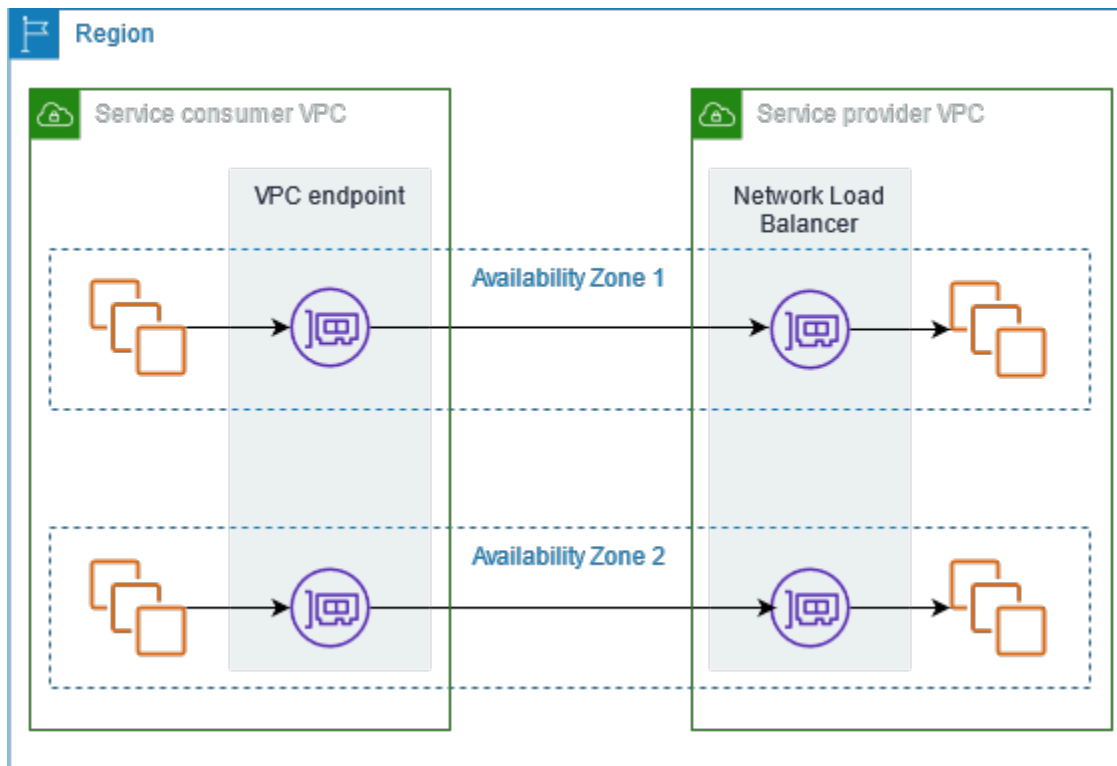 Region
Service consumer VPC
Service provider VPC
VPC endpoint
Network Load
Balancer
Availability Zone 1
Availability Zone 2